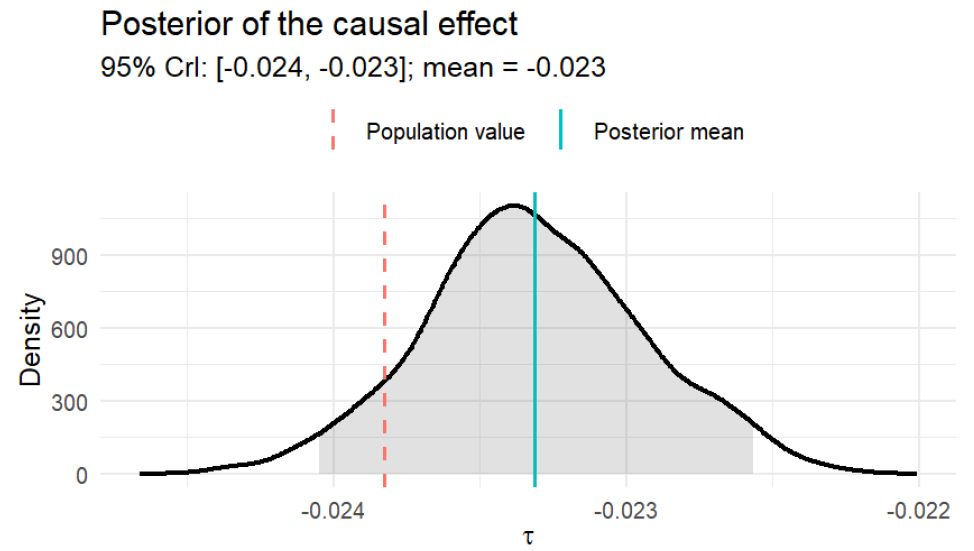 Posterior of the causal effect
95% CrI: [-0.024, -0.023]; mean = -0.023
Population value Posterior mean
Density
900
600
300
0
-0.024 -0.023 -0.022
τ